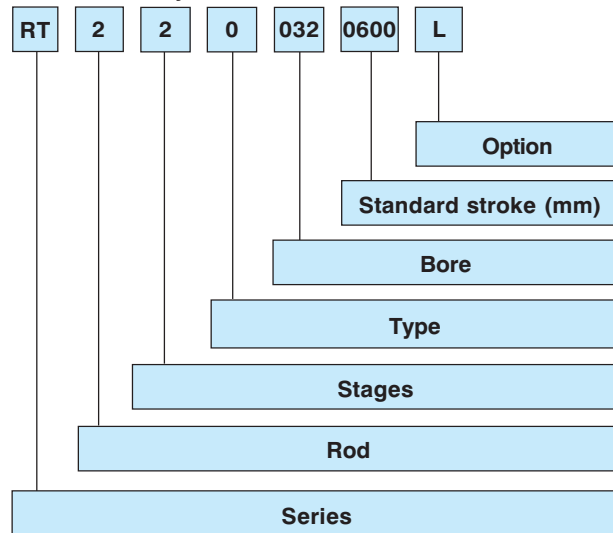 RT 2 2 0 032 0600 L
Option
Standard stroke (mm)
Bore
Type
Stages
Rod
Series